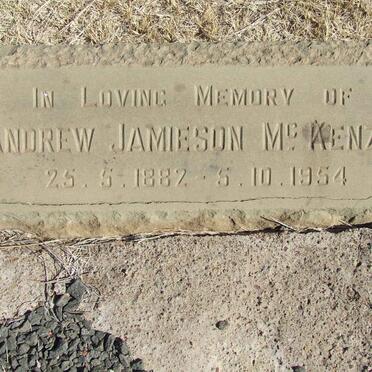 In Loving Memory of
ANDREW JAMIESON McKENZ
25.5.1882 - 5.10.1954